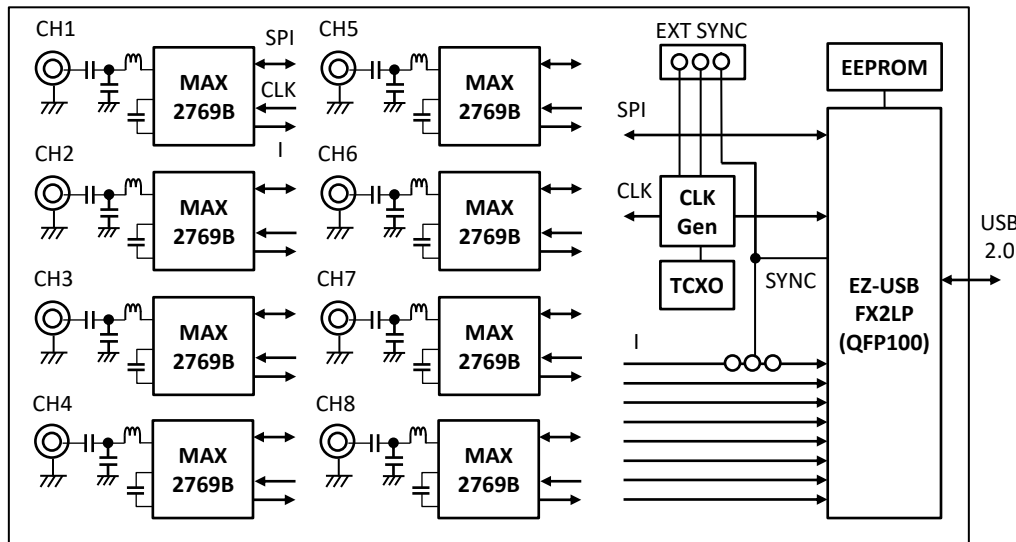 CH1
SPI
MAX
2769B
CLK
I
CH2
MAX
2769B
CH3
MAX
2769B
CH4
MAX
2769B
CH5
MAX
2769B
CH6
MAX
2769B
CH7
MAX
2769B
CH8
MAX
2769B
EXT SYNC
EEPROM
SPI
CLK
CLK
Gen
TCXO
SYNC
I
EZ-USB
FX2LP
(QFP100)
USB
2.0